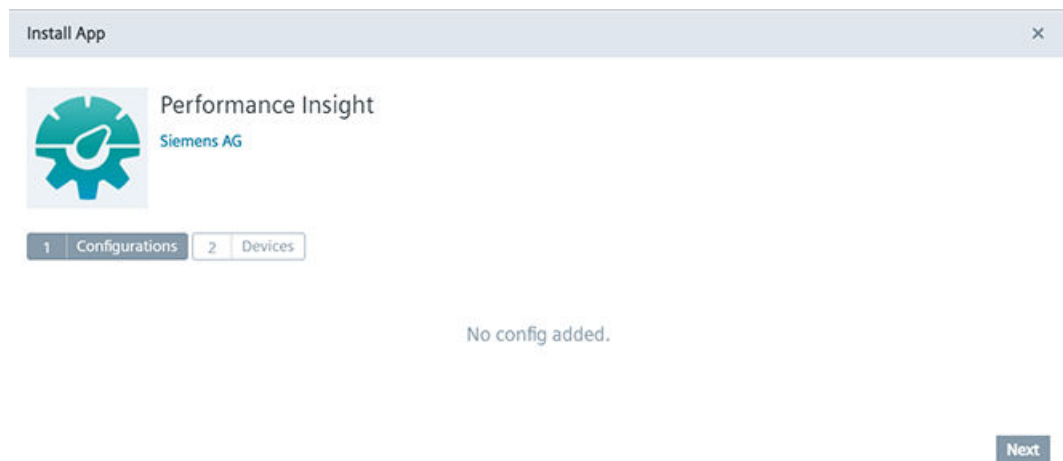 Install App
×
Performance Insight
Siemens AG
1 Configurations 2 Devices
No config added.
Next